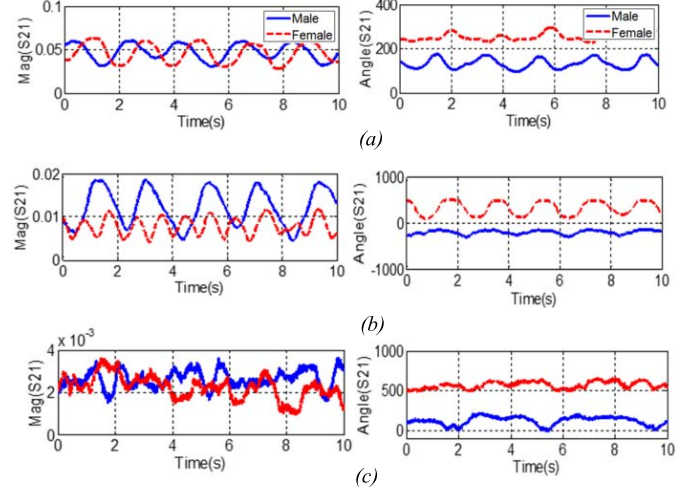 0.1
0.05
0
Mag(S21)
Male
Female
0 2 4 6 8 10
Time(s)
400
200
0
Angle(S21)
Male
Female
0 2 4 6 8 10
Time(s)
(a)
0.02
0.01
0
Mag(S21)
0 2 4 6 8 10
Time(s)
1000
0
-1000
Angle(S21)
0 2 4 6 8 10
Time(s)
(b)
4 x 10-3
2
0
Mag(S21)
0 2 4 6 8 10
Time(s)
1000
500
0
Angle(S21)
0 2 4 6 8 10
Time(s)
(c)